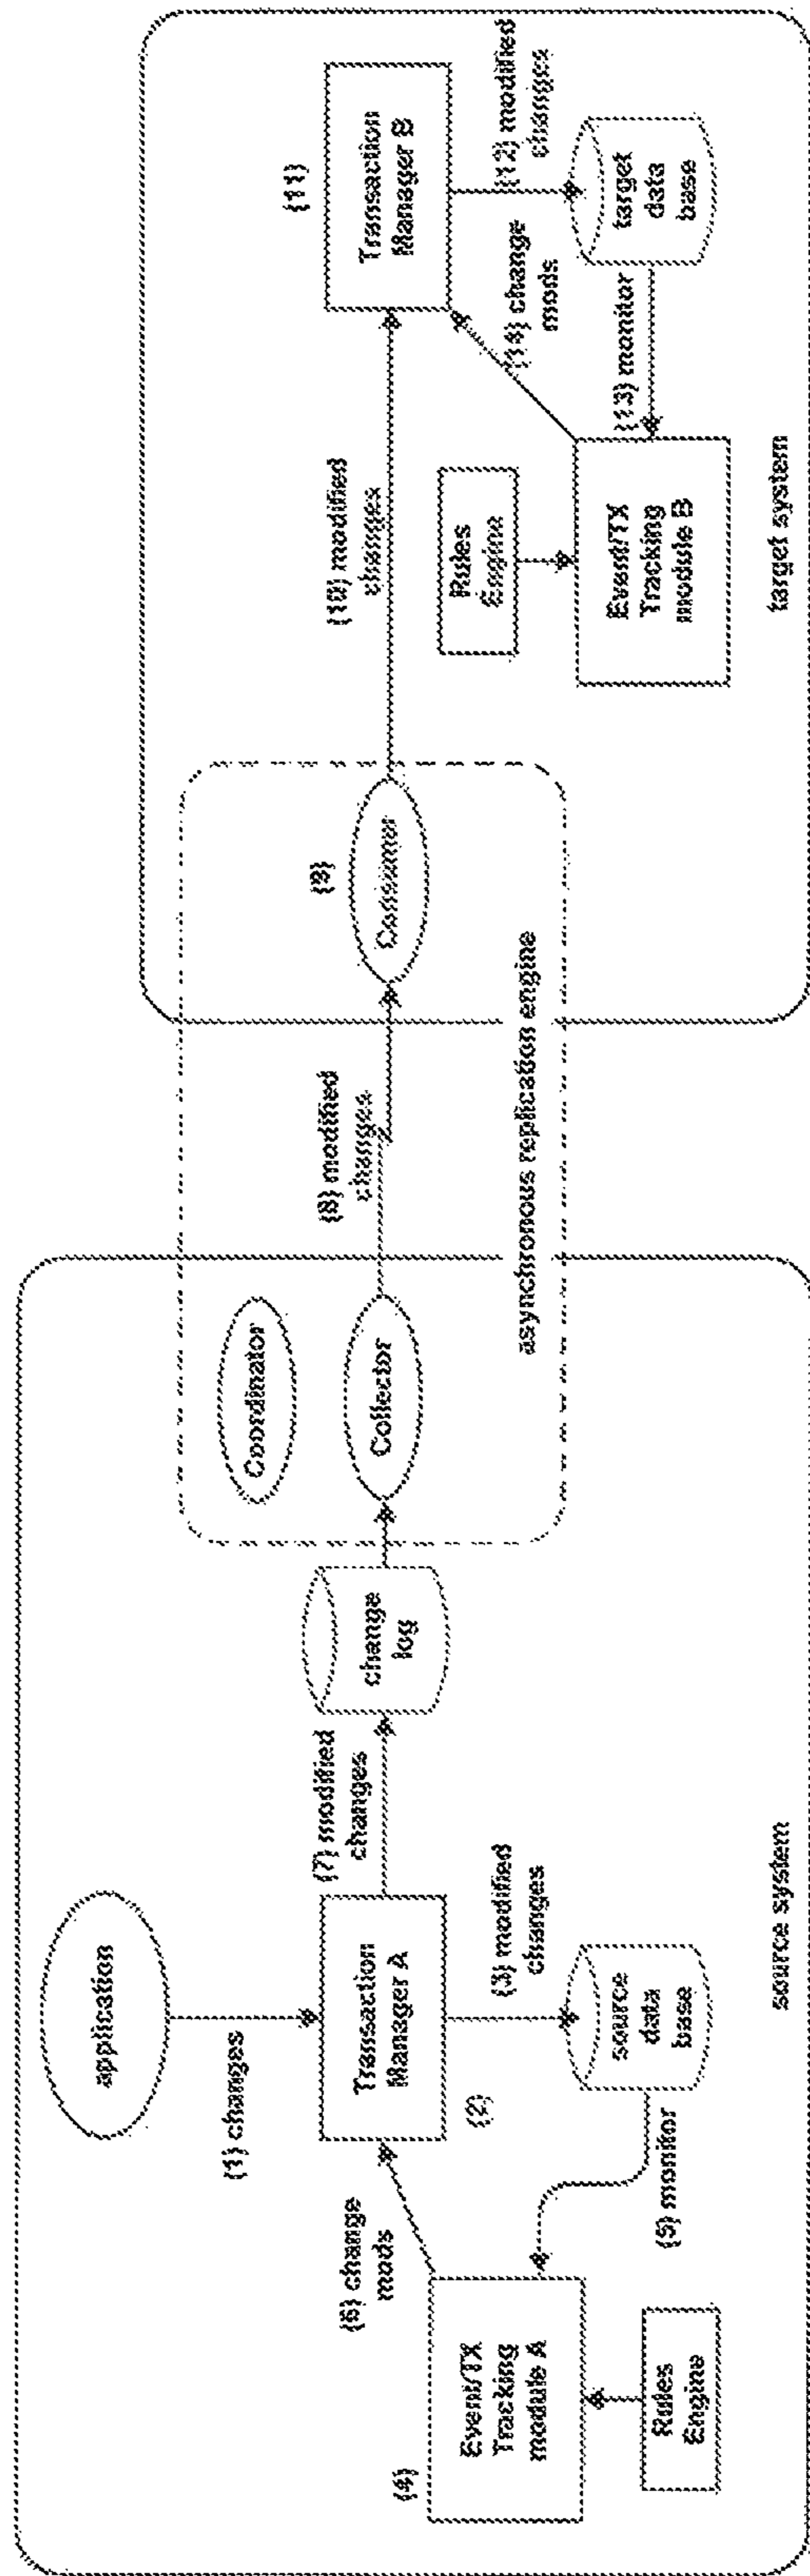 application
(1) changes
Transaction
Manager A
(2)
(3) modified
changes
source
data
base
(4)
Event/TX
Tracking
module A
(5) monitor
Rules
Engine
(6) change
mods
(7) modified
changes
change
log
source system
Coordinator
Collector
(8) modified
changes
asynchronous replication engine
(9)
Consumer
(10) modified
changes
(11)
Transaction
Manager B
(12) modified
changes
target
data
base
(13) monitor
(14) change
mods
Rules
Engine
Event/TX
Tracking
module B
target system